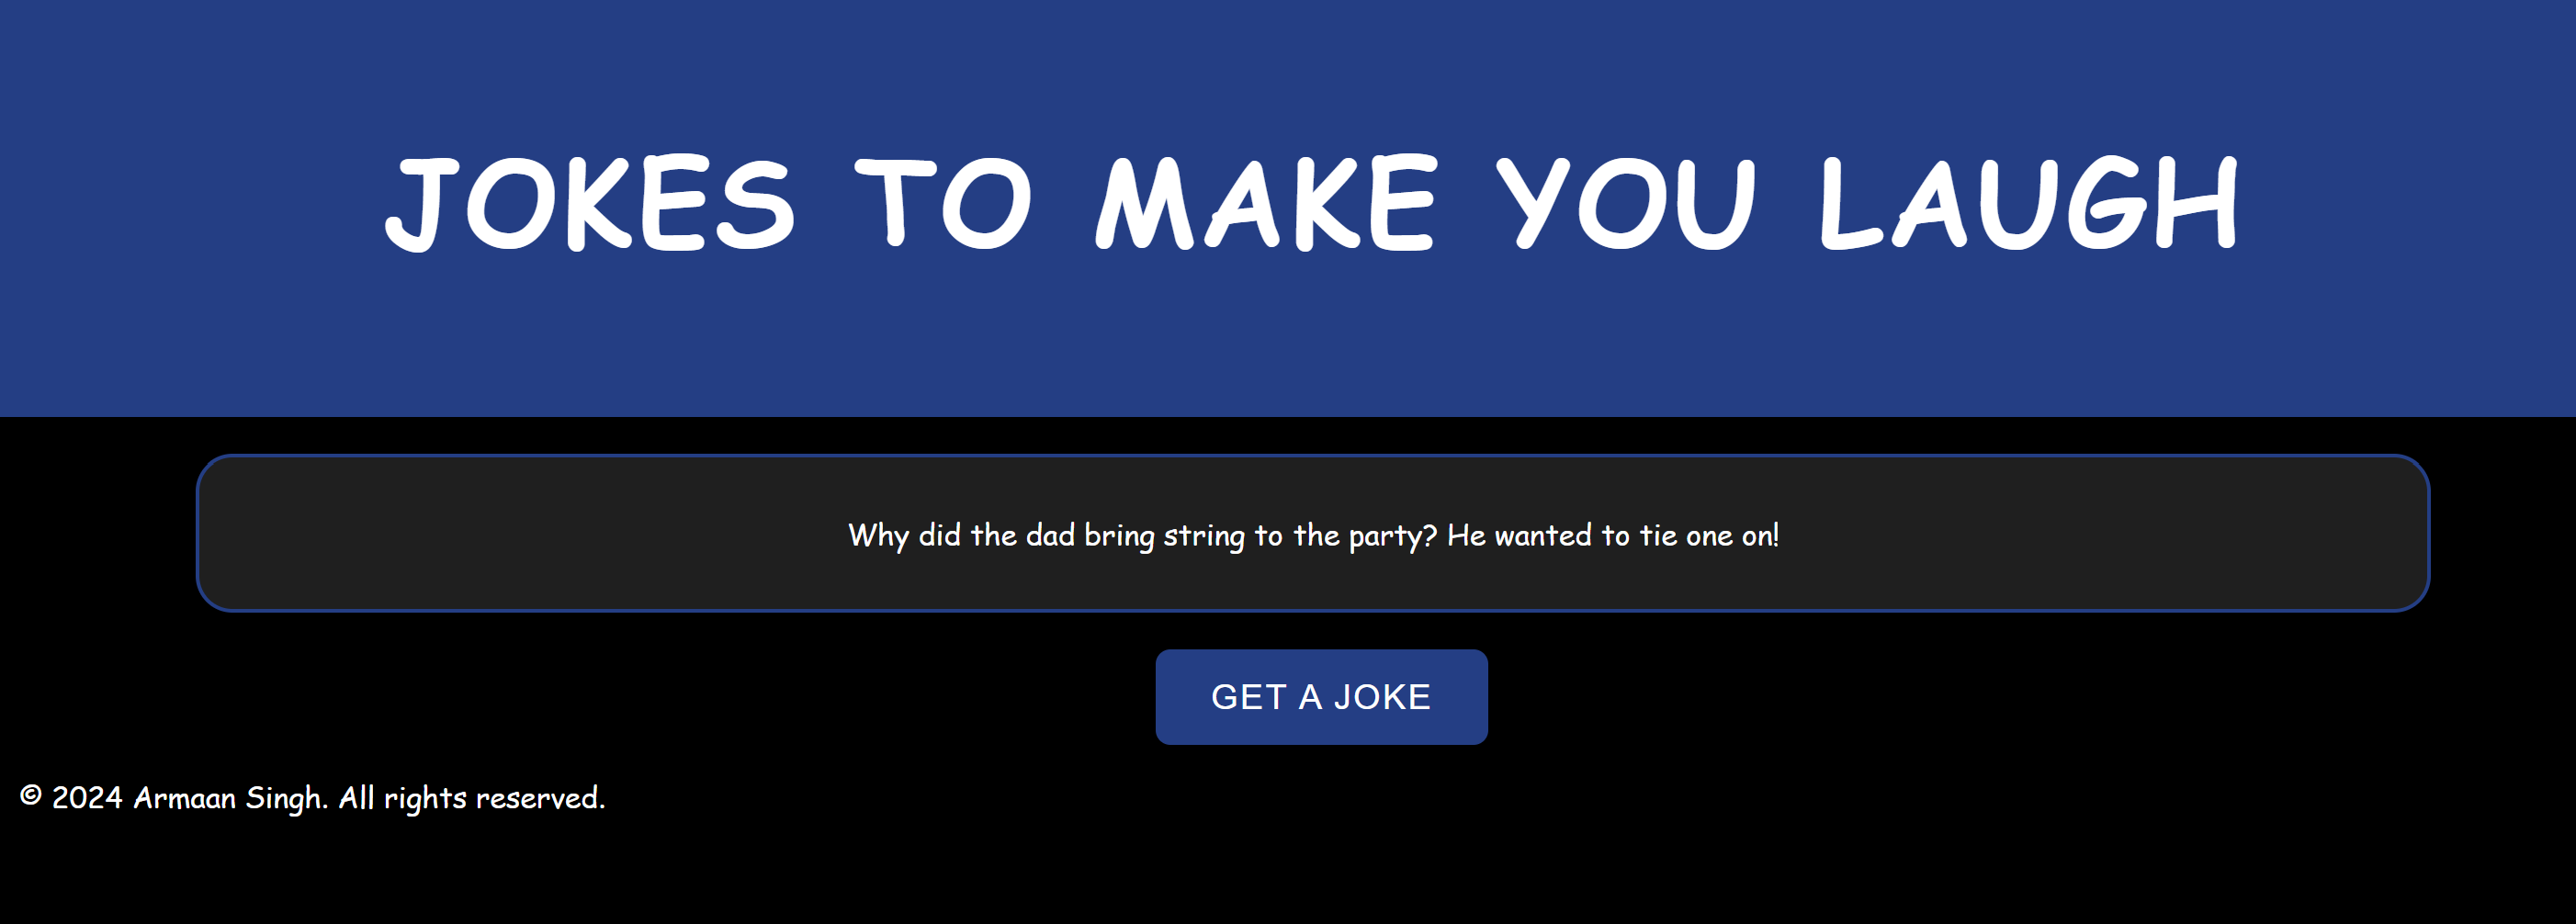 JOKES TO MAKE YOU LAUGH
Why did the dad bring string to the party? He wanted to tie one on!
GET A JOKE
© 2024 Armaan Singh. All rights reserved.